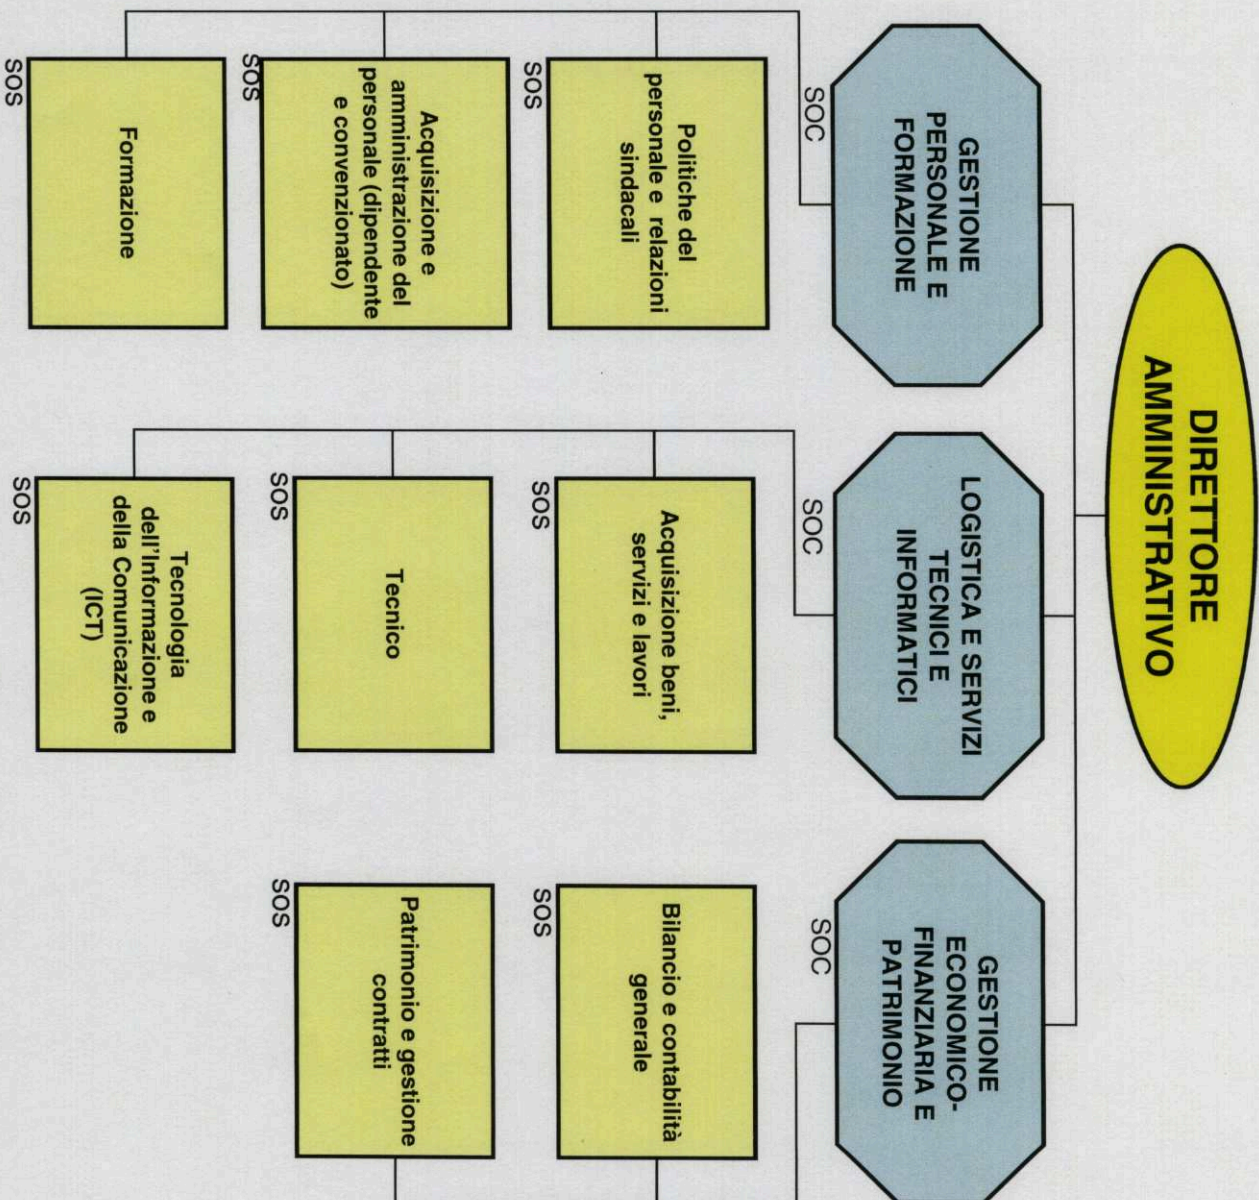 DIRETTORE
AMMINISTRATIVO
GESTIONE
PERSONALE E
FORMAZIONE
SOC
Politiche del
personale e relazioni
sindacali
SOS
Acquisizione e
amministrazione del
personale (dipendente
e convenzionato)
SOS
Formazione
SOS
LOGISTICA E SERVIZI
TECNICI E
INFORMATICI
SOC
Acquisizione beni,
servizi e lavori
SOS
Tecnico
SOS
Tecnologia
dell'Informazione e
della Comunicazione
(ICT)
SOS
GESTIONE
ECONOMICO-
FINANZIARIA E
PATRIMONIO
SOC
Bilancio e contabilità
generale
SOS
Patrimonio e gestione
contratti
SOS